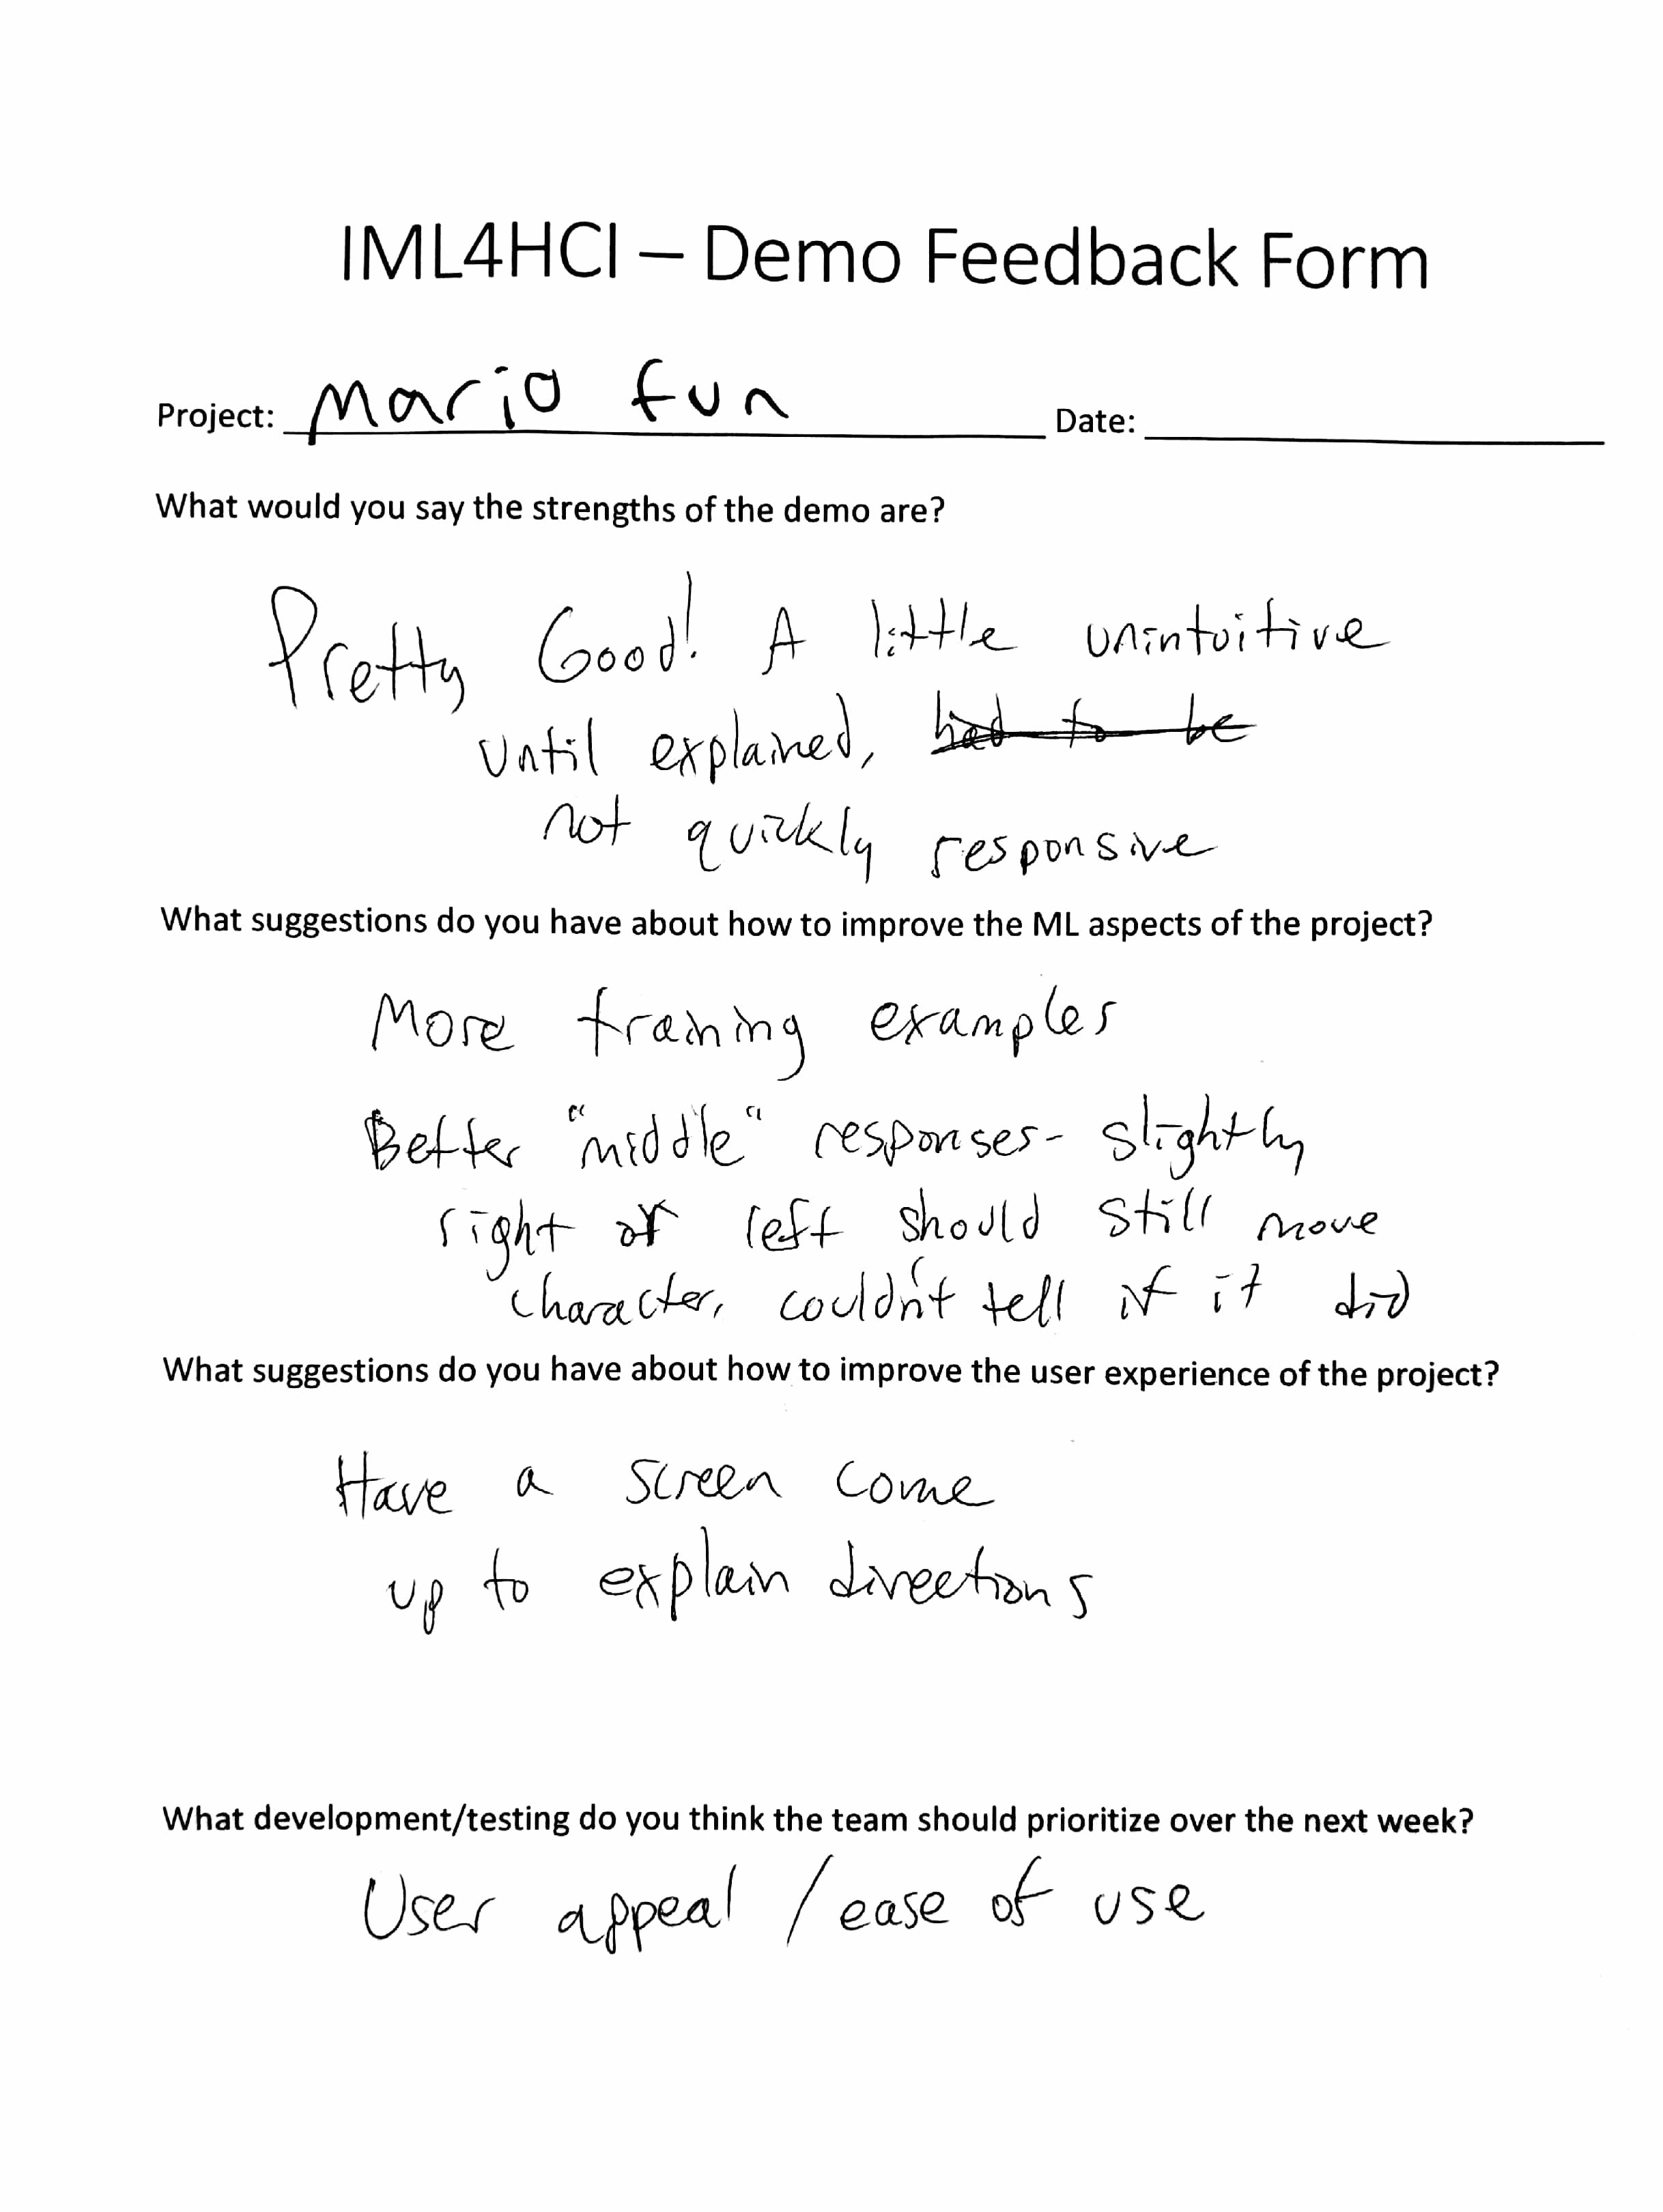 IML4HCI – Demo Feedback Form
Project: Mario fun Date:
What would you say the strengths of the demo are?
Pretty Good! A little unintuitive
until explained, had to be
not quickly responsive
What suggestions do you have about how to improve the ML aspects of the project?
More training examples
Better "middle" responses- slightly
right or left should still move
character, couldn't tell if it did
What suggestions do you have about how to improve the user experience of the project?
Have a screen come
up to explain directions
What development/testing do you think the team should prioritize over the next week?
User appeal / ease of use